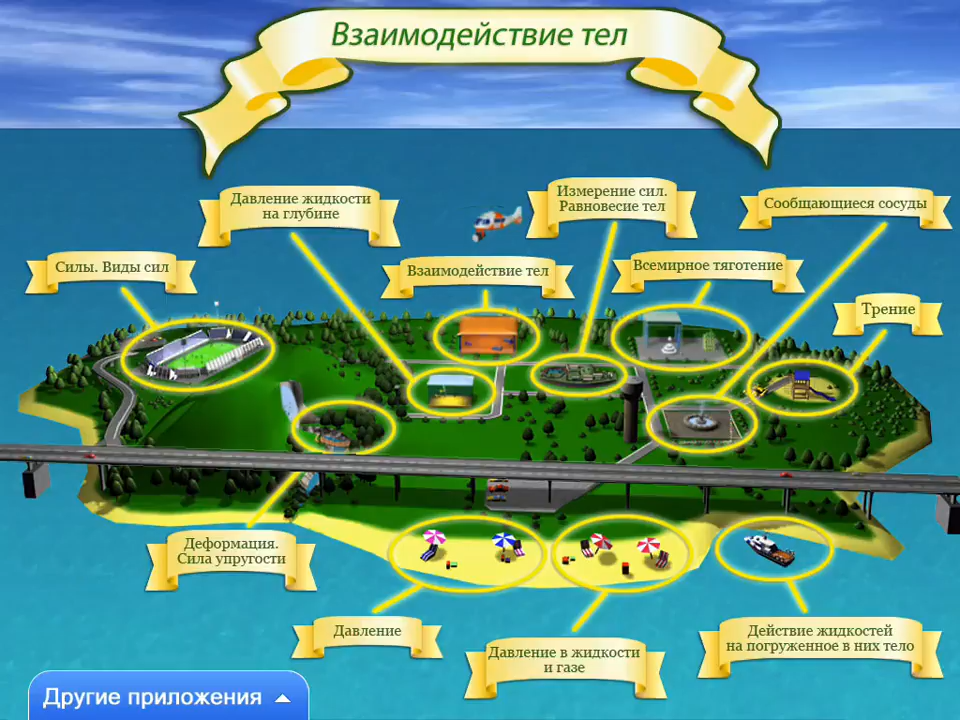 Взаимодействие тел
Давление жидкости
на глубине
Измерение сил.
Равновесие тел
Сообщающиеся сосуды
Силы. Виды сил
Взаимодействие тел
Всемирное тяготение
Трение
Деформация.
Сила упругости
Давление
Давление в жидкости
и газе
Действие жидкостей
на погруженное в них тело
Другие приложения